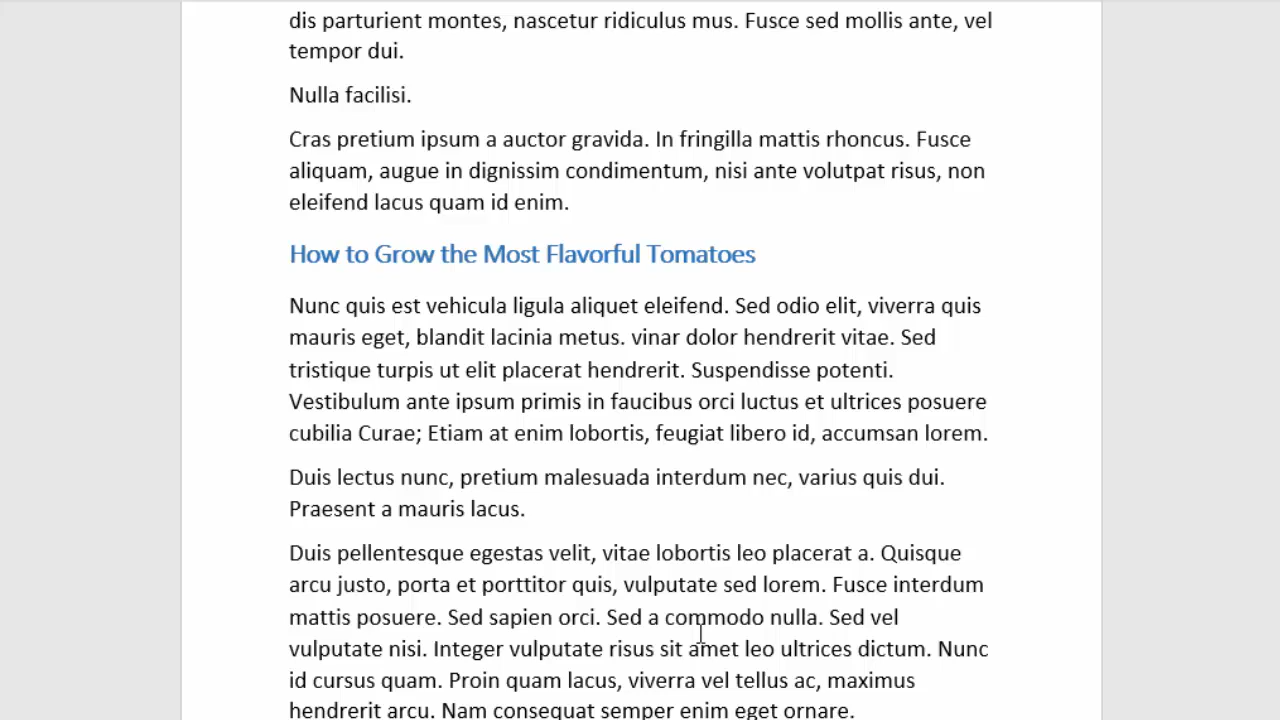 dis parturient montes, nascetur ridiculus mus. Fusce sed mollis ante, vel
tempor dui.
Nulla facilisi.
Cras pretium ipsum a auctor gravida. In fringilla mattis rhoncus. Fusce
aliquam, augue in dignissim condimentum, nisi ante volutpat risus, non
eleifend lacus quam id enim.
How to Grow the Most Flavorful Tomatoes
Nunc quis est vehicula ligula aliquet eleifend. Sed odio elit, viverra quis
mauris eget, blandit lacinia metus. vinar dolor hendrerit vitae. Sed
tristique turpis ut elit placerat hendrerit. Suspendisse potenti.
Vestibulum ante ipsum primis in faucibus orci luctus et ultrices posuere
cubilia Curae; Etiam at enim lobortis, feugiat libero id, accumsan lorem.
Duis lectus nunc, pretium malesuada interdum nec, varius quis dui.
Praesent a mauris lacus.
Duis pellentesque egestas velit, vitae lobortis leo placerat a. Quisque
arcu justo, porta et porttitor quis, vulputate sed lorem. Fusce interdum
mattis posuere. Sed sapien orci. Sed a commodo nulla. Sed vel
vulputate nisi. Integer vulputate risus sit amet leo ultrices dictum. Nunc
id cursus quam. Proin quam lacus, viverra vel tellus ac, maximus
hendrerit arcu. Nam consequat semper enim eget ornare.